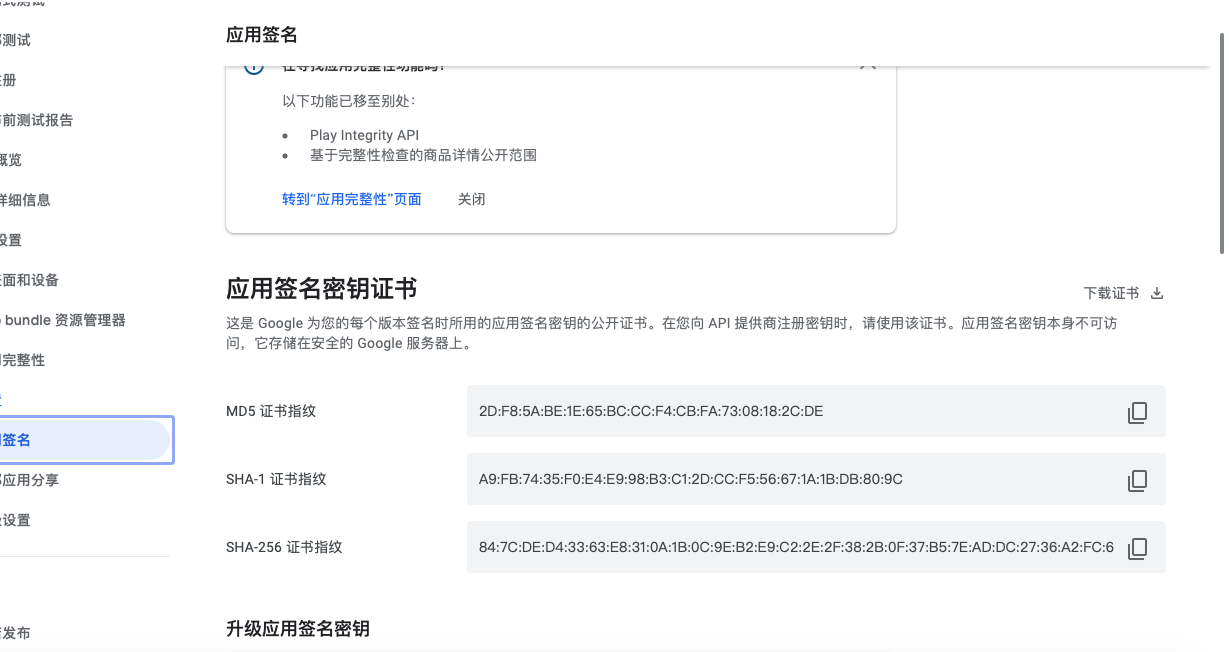 应用签名
在寻找应用完整性功能吗?
以下功能已移至别处：
Play Integrity API
基于完整性检查的商品详情公开范围
转到“应用完整性”页面 关闭
测试
册
前测试报告
概览
详细信息
设置
面和设备
bundle 资源管理器
完整性
签名
应用分享
设置
发布
应用签名密钥证书
下载证书
这是 Google 为您的每个版本签名时所用的应用签名密钥的公开证书。在您向 API 提供商注册密钥时，请使用该证书。应用签名密钥本身不可访
问，它存储在安全的 Google 服务器上。
MD5 证书指纹
2D:F8:5A:BE:1E:65:BC:CC:F4:CB:FA:73:08:18:2C:DE
SHA-1 证书指纹
A9:FB:74:35:F0:E4:E9:98:B3:C1:2D:CC:F5:56:67:1A:1B:DB:80:9C
SHA-256 证书指纹
84:7C:DE:D4:33:63:E8:31:0A:1B:0C:9E:B2:E9:C2:2E:2F:38:2B:0F:37:B5:7E:AD:DC:27:36:A2:FC:6
升级应用签名密钥